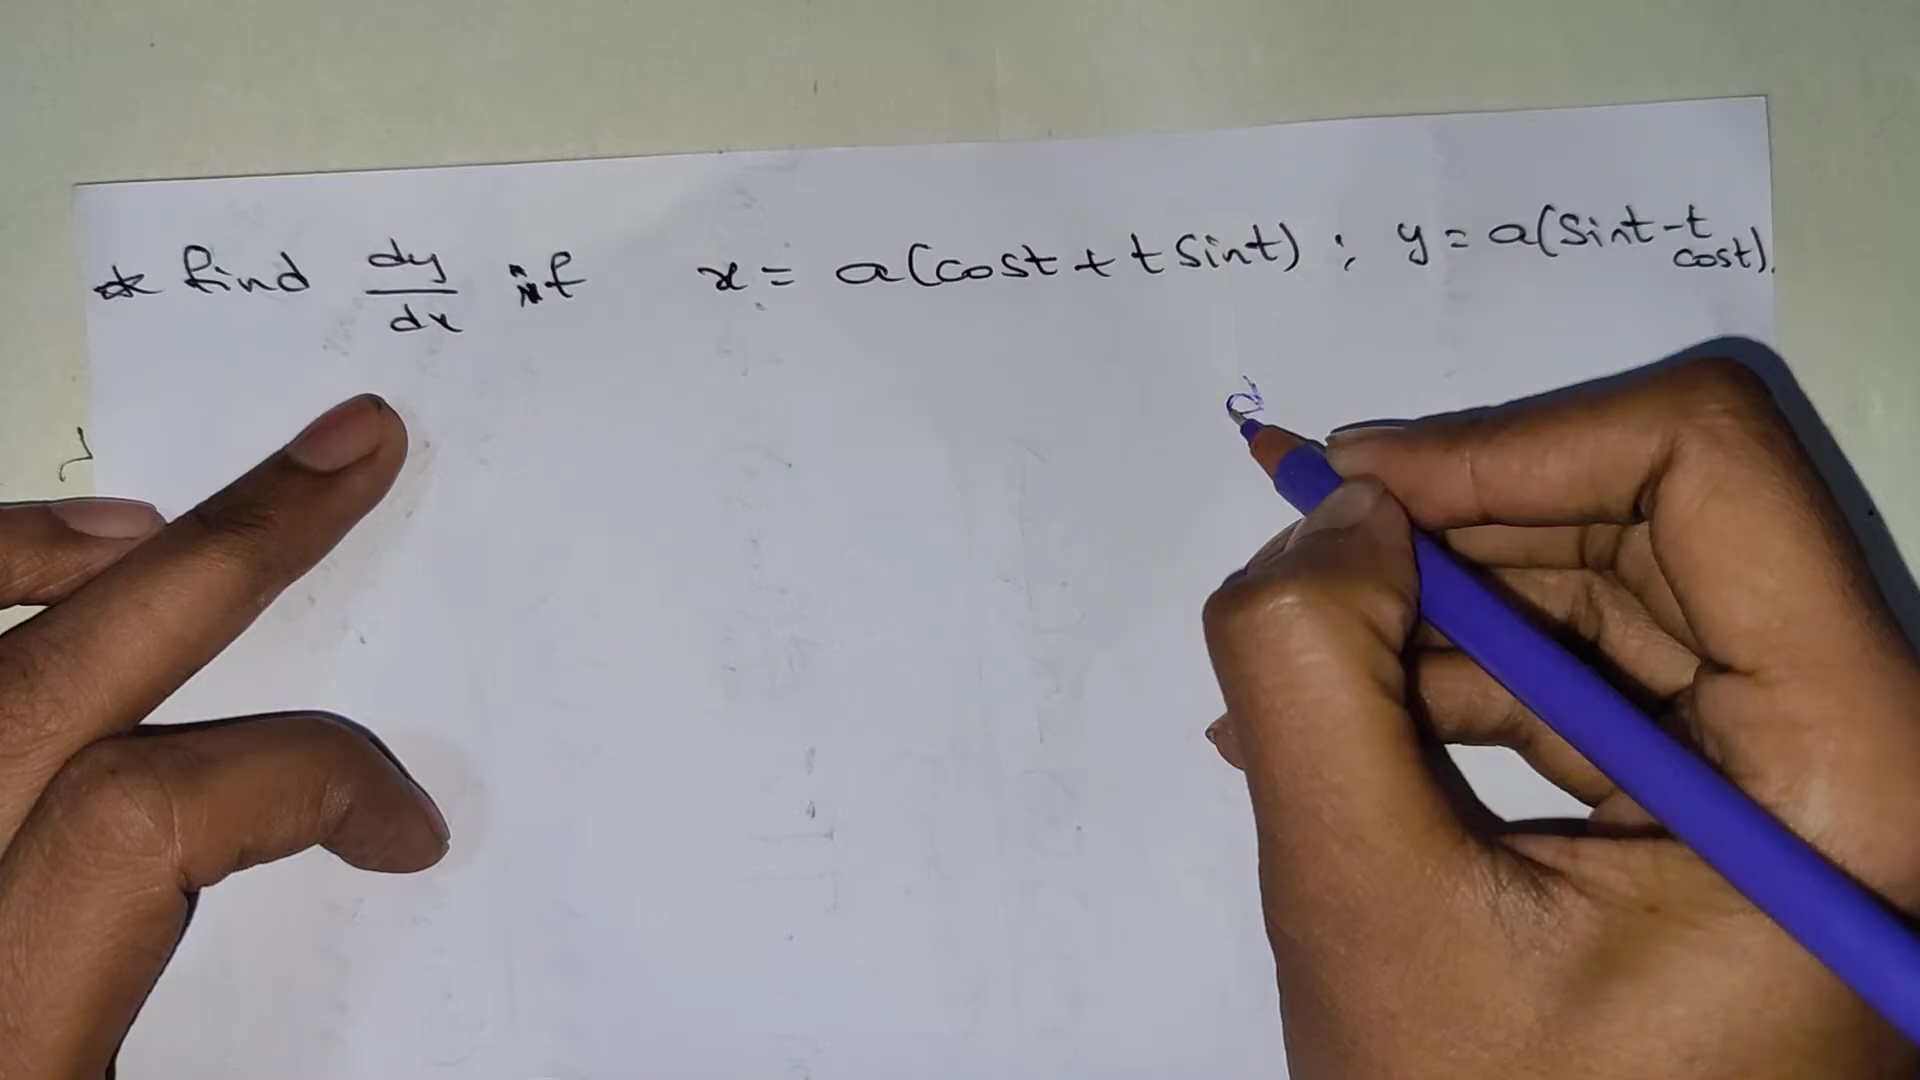 * find dy/dx if x = a(cost + t sint) ; y = a(sint - t cost).
d